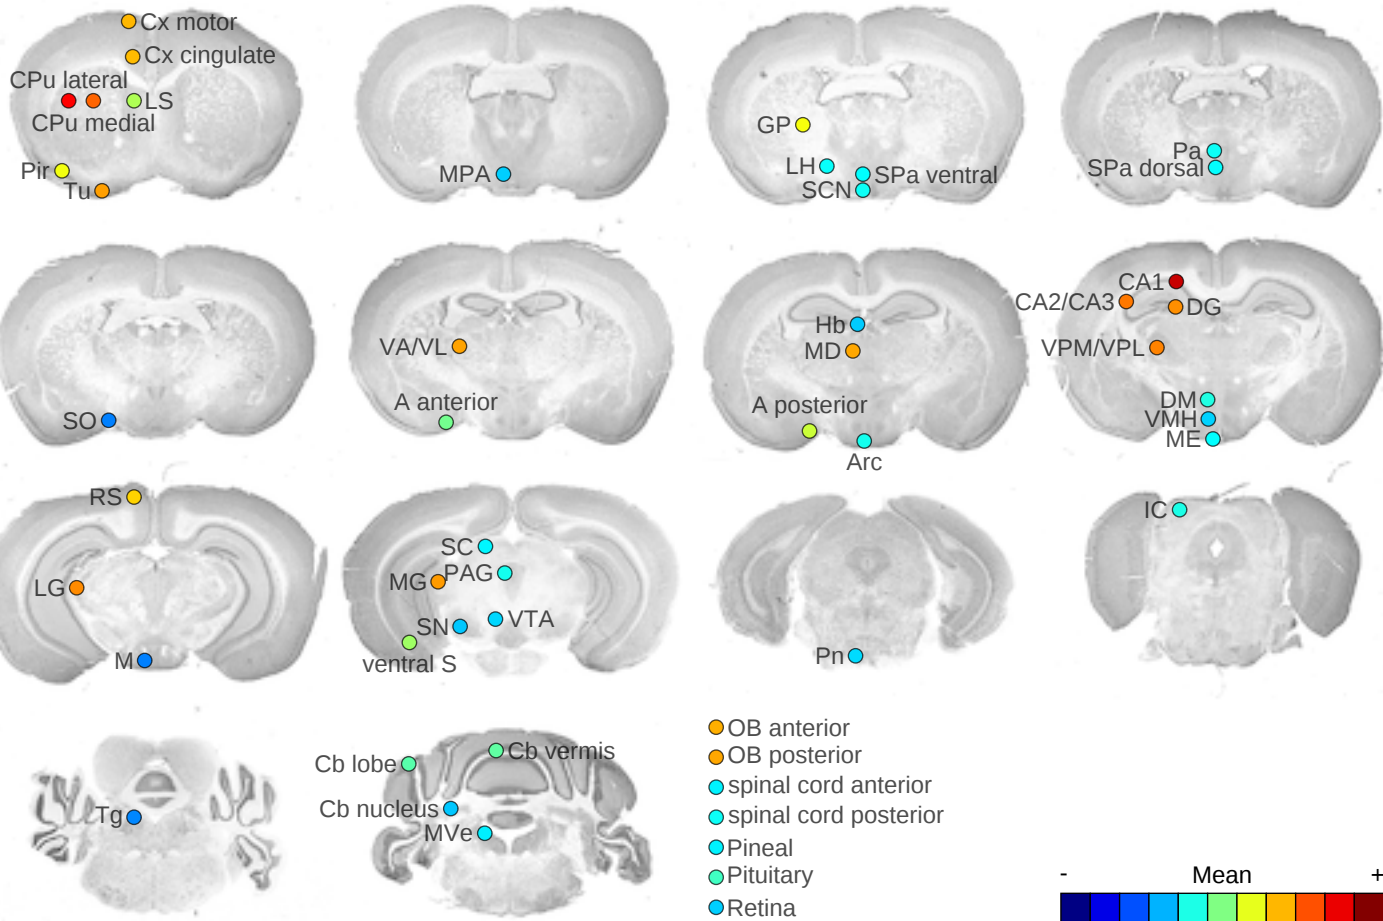 Cx motor
Cx cingulate
CPu lateral
LS
CPu medial
Pir
Tu
MPA
GP
LH
SPa ventral
SCN
Pa
SPa dorsal
SO
VA/VL
A anterior
Hb
MD
A posterior
Arc
CA1
CA2/CA3
DG
VPM/VPL
DM
VMH
ME
RS
LG
M
SC
MG
PAG
SN
VTA
ventral S
Pn
IC
Tg
Cb lobe
Cb vermis
Cb nucleus
MVe
OB anterior
OB posterior
spinal cord anterior
spinal cord posterior
Pineal
Pituitary
Retina
- Mean +